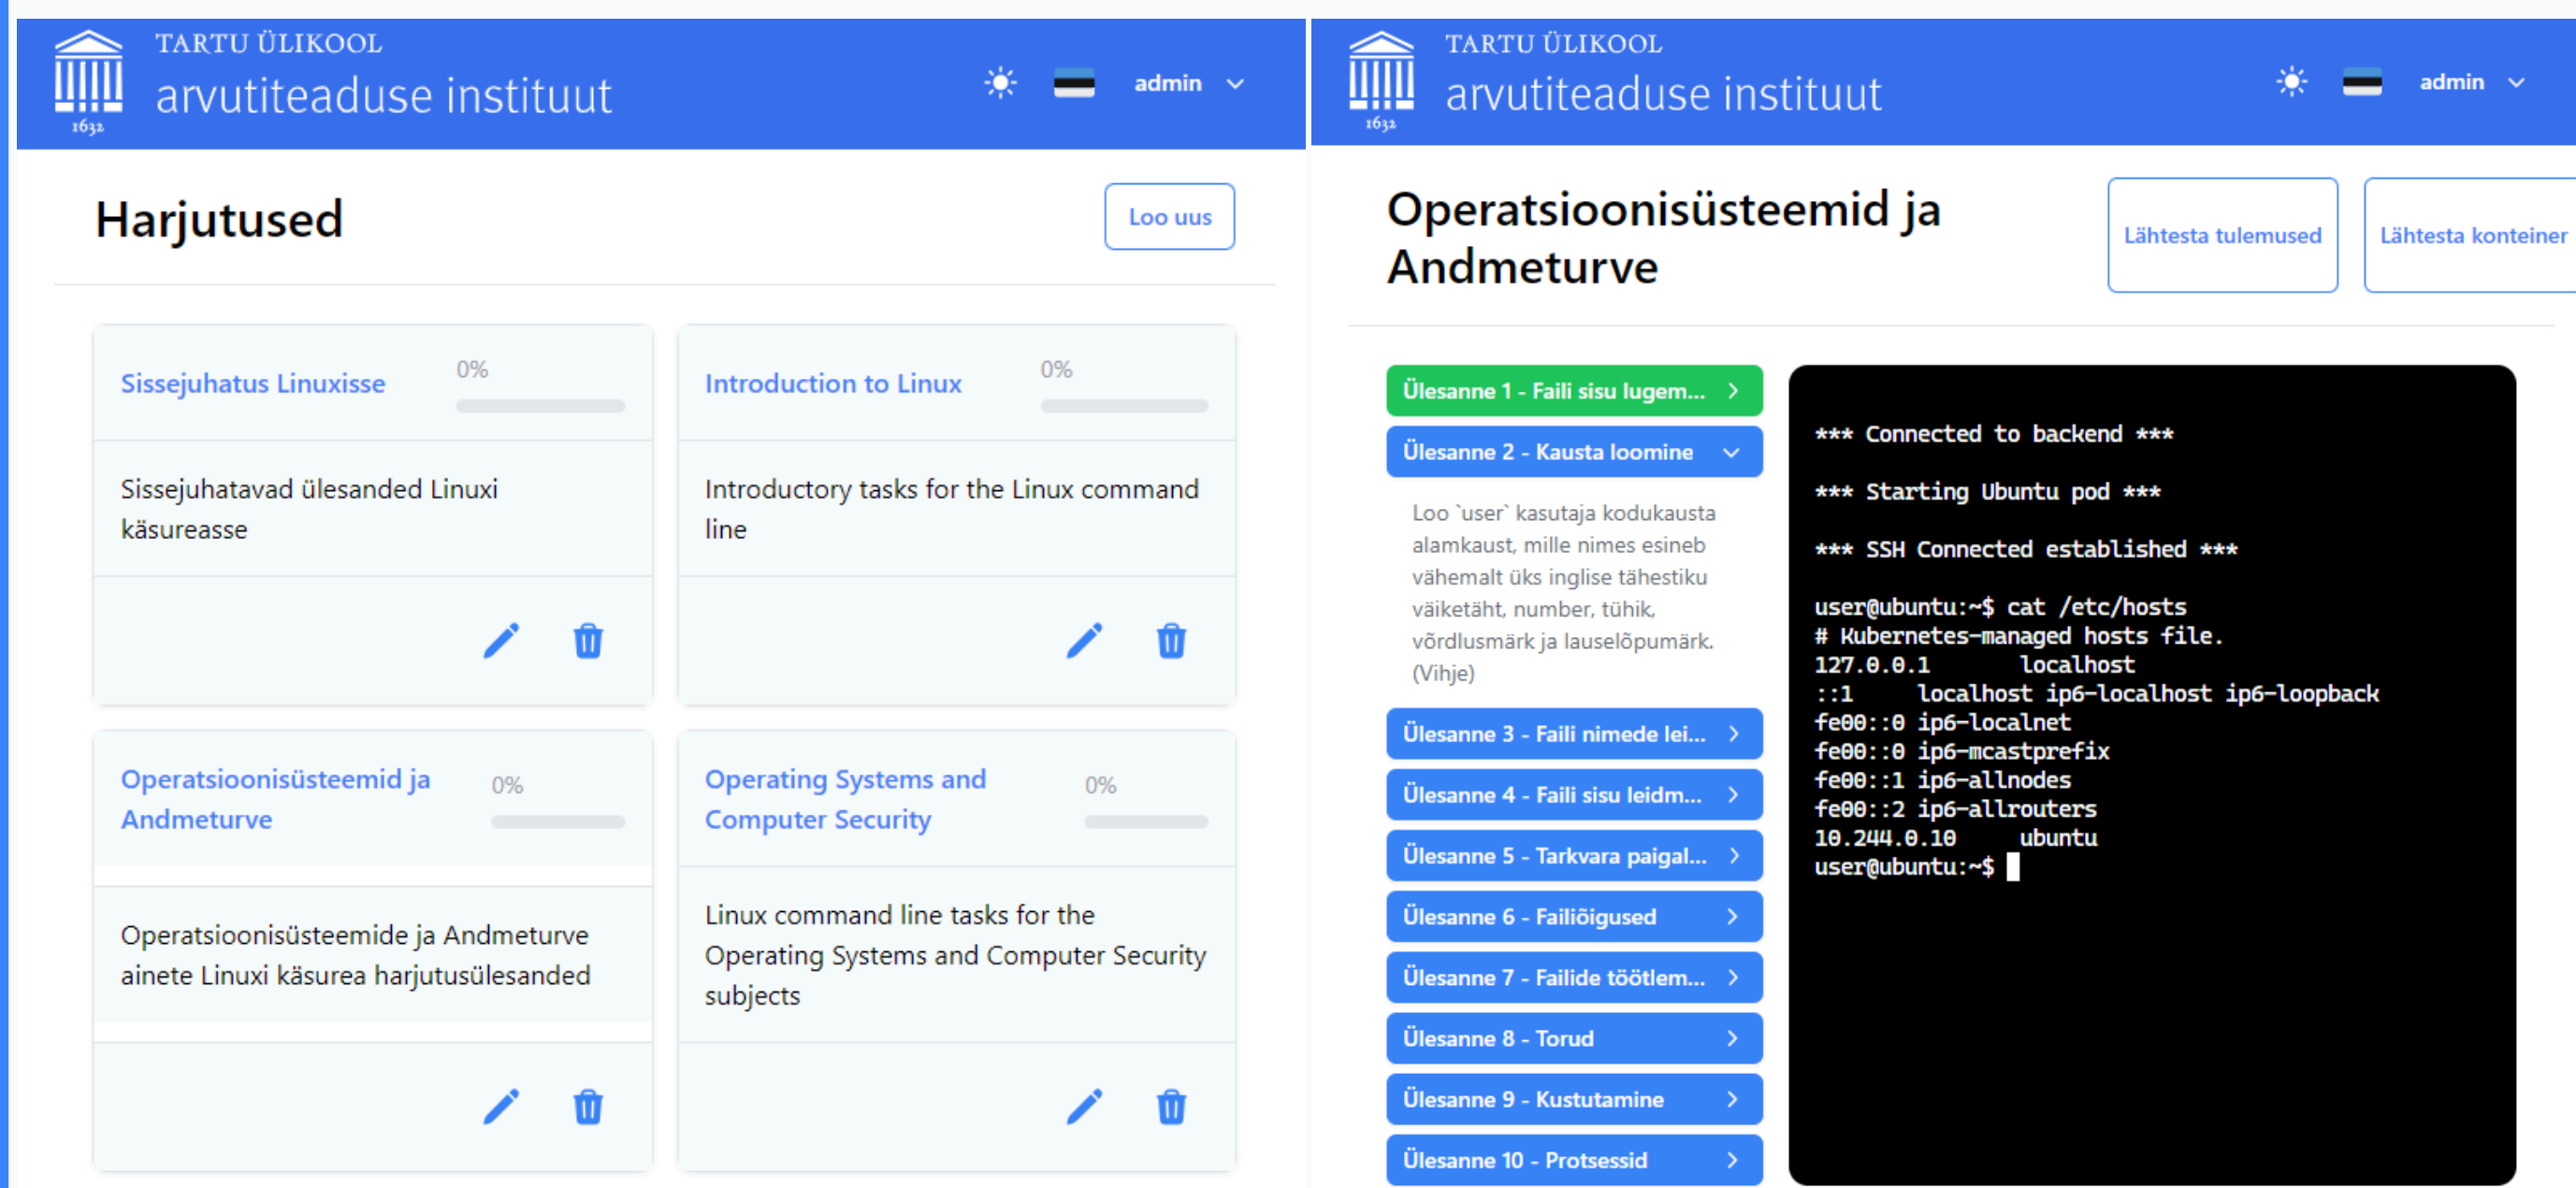 TARTU ÜLIKOOL
arvutiteaduse instituut
1632
admin
Harjutused
Loo uus
Sissejuhatus Linuxisse
0%
Sissejuhatavad ülesanded Linuxi
käsureasse
Introduction to Linux
0%
Introductory tasks for the Linux command
line
Operatsioonisüsteemid ja
Andmeturve
0%
Operatsioonisüsteemide ja Andmeturve
ainete Linuxi käsurea harjutusülesanded
Operating Systems and
Computer Security
0%
Linux command line tasks for the
Operating Systems and Computer Security
subjects
TARTU ÜLIKOOL
arvutiteaduse instituut
1632
admin
Operatsioonisüsteemid ja
Andmeturve
Lähtesta tulemused
Lähtesta konteiner
Ülesanne 1 - Faili sisu lugem...
Ülesanne 2 - Kausta loomine
Loo `user` kasutaja kodukausta
alamkaust, mille nimes esineb
vähemalt üks inglise tähestiku
väiketäht, number, tühik,
võrdlusmärk ja lauselõpumärk.
(Vihje)
Ülesanne 3 - Faili nimede lei...
Ülesanne 4 - Faili sisu leidm...
Ülesanne 5 - Tarkvara paigal...
Ülesanne 6 - Failiõigused
Ülesanne 7 - Failide töötlem...
Ülesanne 8 - Torud
Ülesanne 9 - Kustutamine
Ülesanne 10 - Protsessid
*** Connected to backend ***
*** Starting Ubuntu pod ***
*** SSH Connected established ***
user@ubuntu:~$ cat /etc/hosts
# Kubernetes-managed hosts file.
127.0.0.1 localhost
::1 localhost ip6-localhost ip6-loopback
fe00::0 ip6-localnet
fe00::0 ip6-mcastprefix
fe00::1 ip6-allnodes
fe00::2 ip6-allrouters
10.244.0.10 ubuntu
user@ubuntu:~$